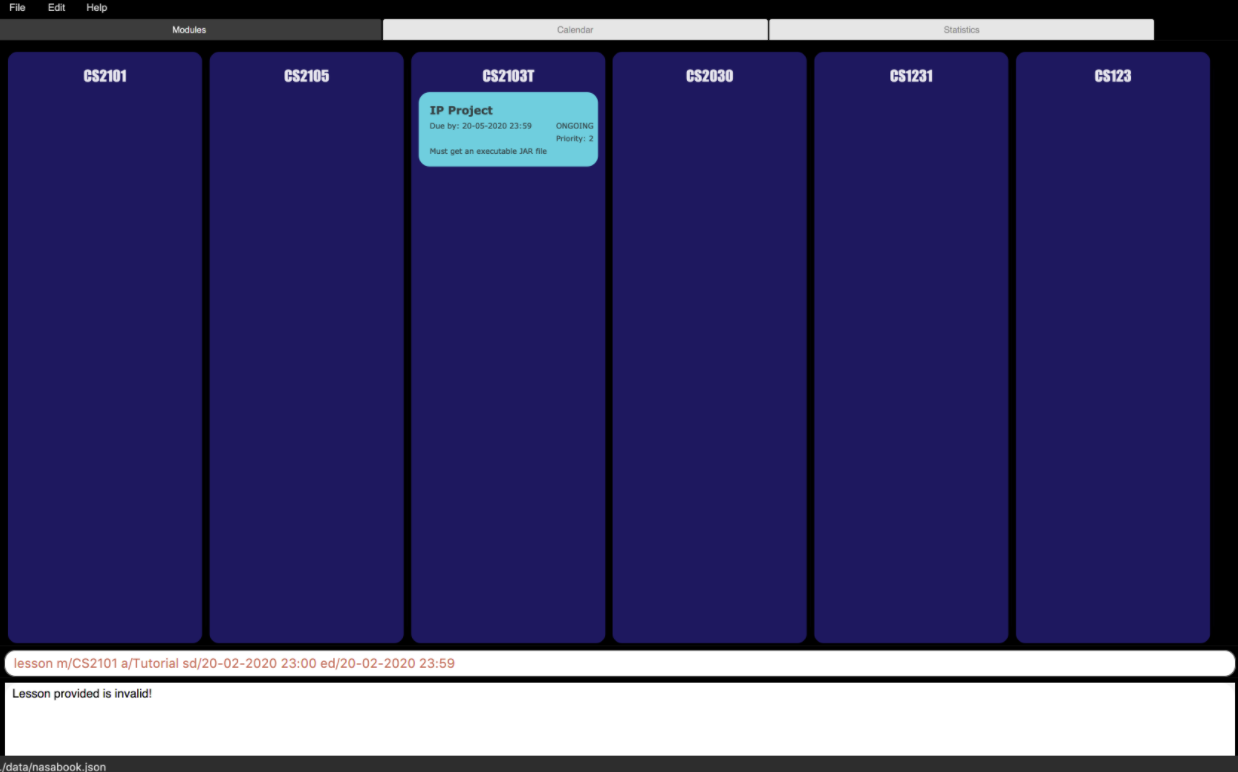 File Edit Help
Modules Calendar Statistics
CS2101 CS2105 CS2103T CS2030 CS1231 CS123
IP Project
Due by: 20-05-2020 23:59 ONGOING
Priority: 2
Must get an executable JAR file
lesson m/CS2101 a/Tutorial sd/20-02-2020 23:00 ed/20-02-2020 23:59
Lesson provided is invalid!
./data/nasabook.json